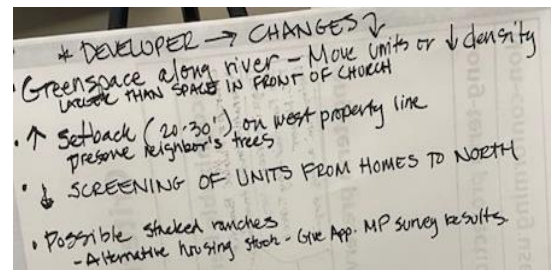 * DEVELOPER → CHANGES ↓
• Greenspace along river – Move units or ↓ density
LARGER THAN SPACE IN FRONT OF CHURCH
• ↑ Setback (20-30') on west property line
preserve neighbor's trees
• ↓ SCREENING OF UNITS FROM HOMES TO NORTH
• Possible stacked ranches
- Alternative housing stock - Give App. MP survey results.